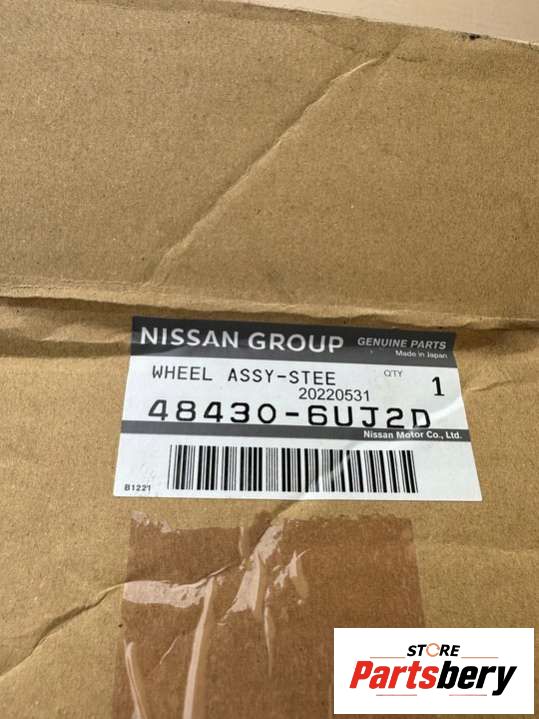 NISSAN GROUP GENUINE PARTS
Made in Japan
WHEEL ASSY-STEE QTY 1
20220531
48430-6UJ2D
Nissan Motor Co., Ltd.
B1221
STORE
Partsbery